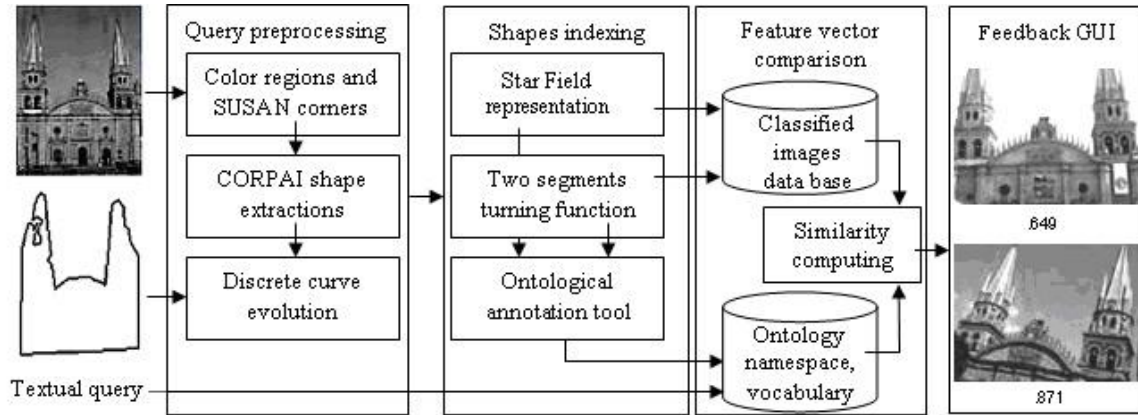 Query preprocessing
Color regions and
SUSAN corners
CORPAI shape
extractions
Discrete curve
evolution
Textual query
Shapes indexing
Star Field
representation
Two segments
turning function
Ontological
annotation tool
Feature vector
comparison
Classified
images
data base
Similarity
computing
Ontology
namespace,
vocabulary
Feedback GUI
.649
.871